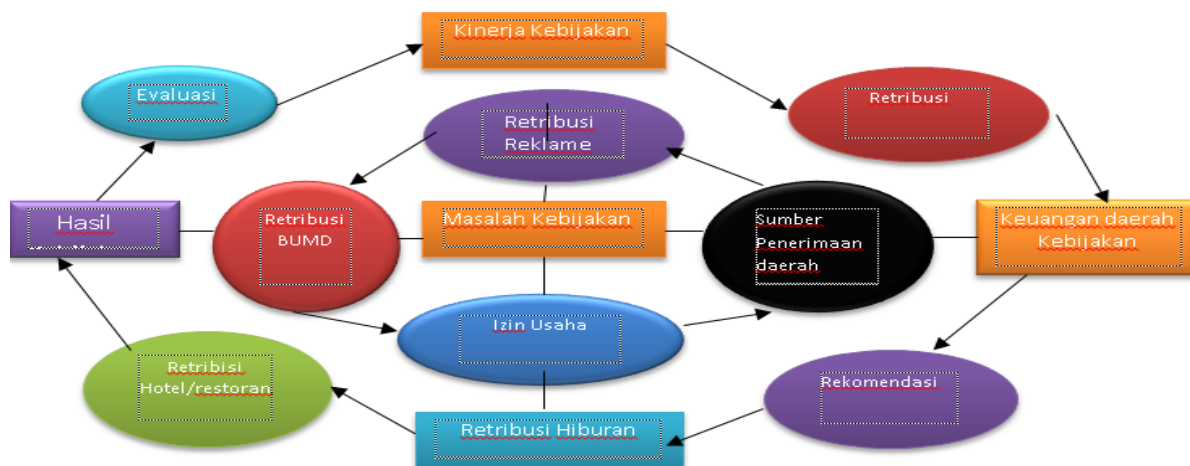 Kinerja Kebijakan
Evaluasi
Retribusi
Retribusi
Reklame
Hasil
Retribusi
BUMD
Masalah Kebijakan
Sumber
Penerimaan
daerah
Keuangan daerah
Kebijakan
Izin Usaha
Retribisi
Hotel/restoran
Rekomendasi
Retribusi Hiburan